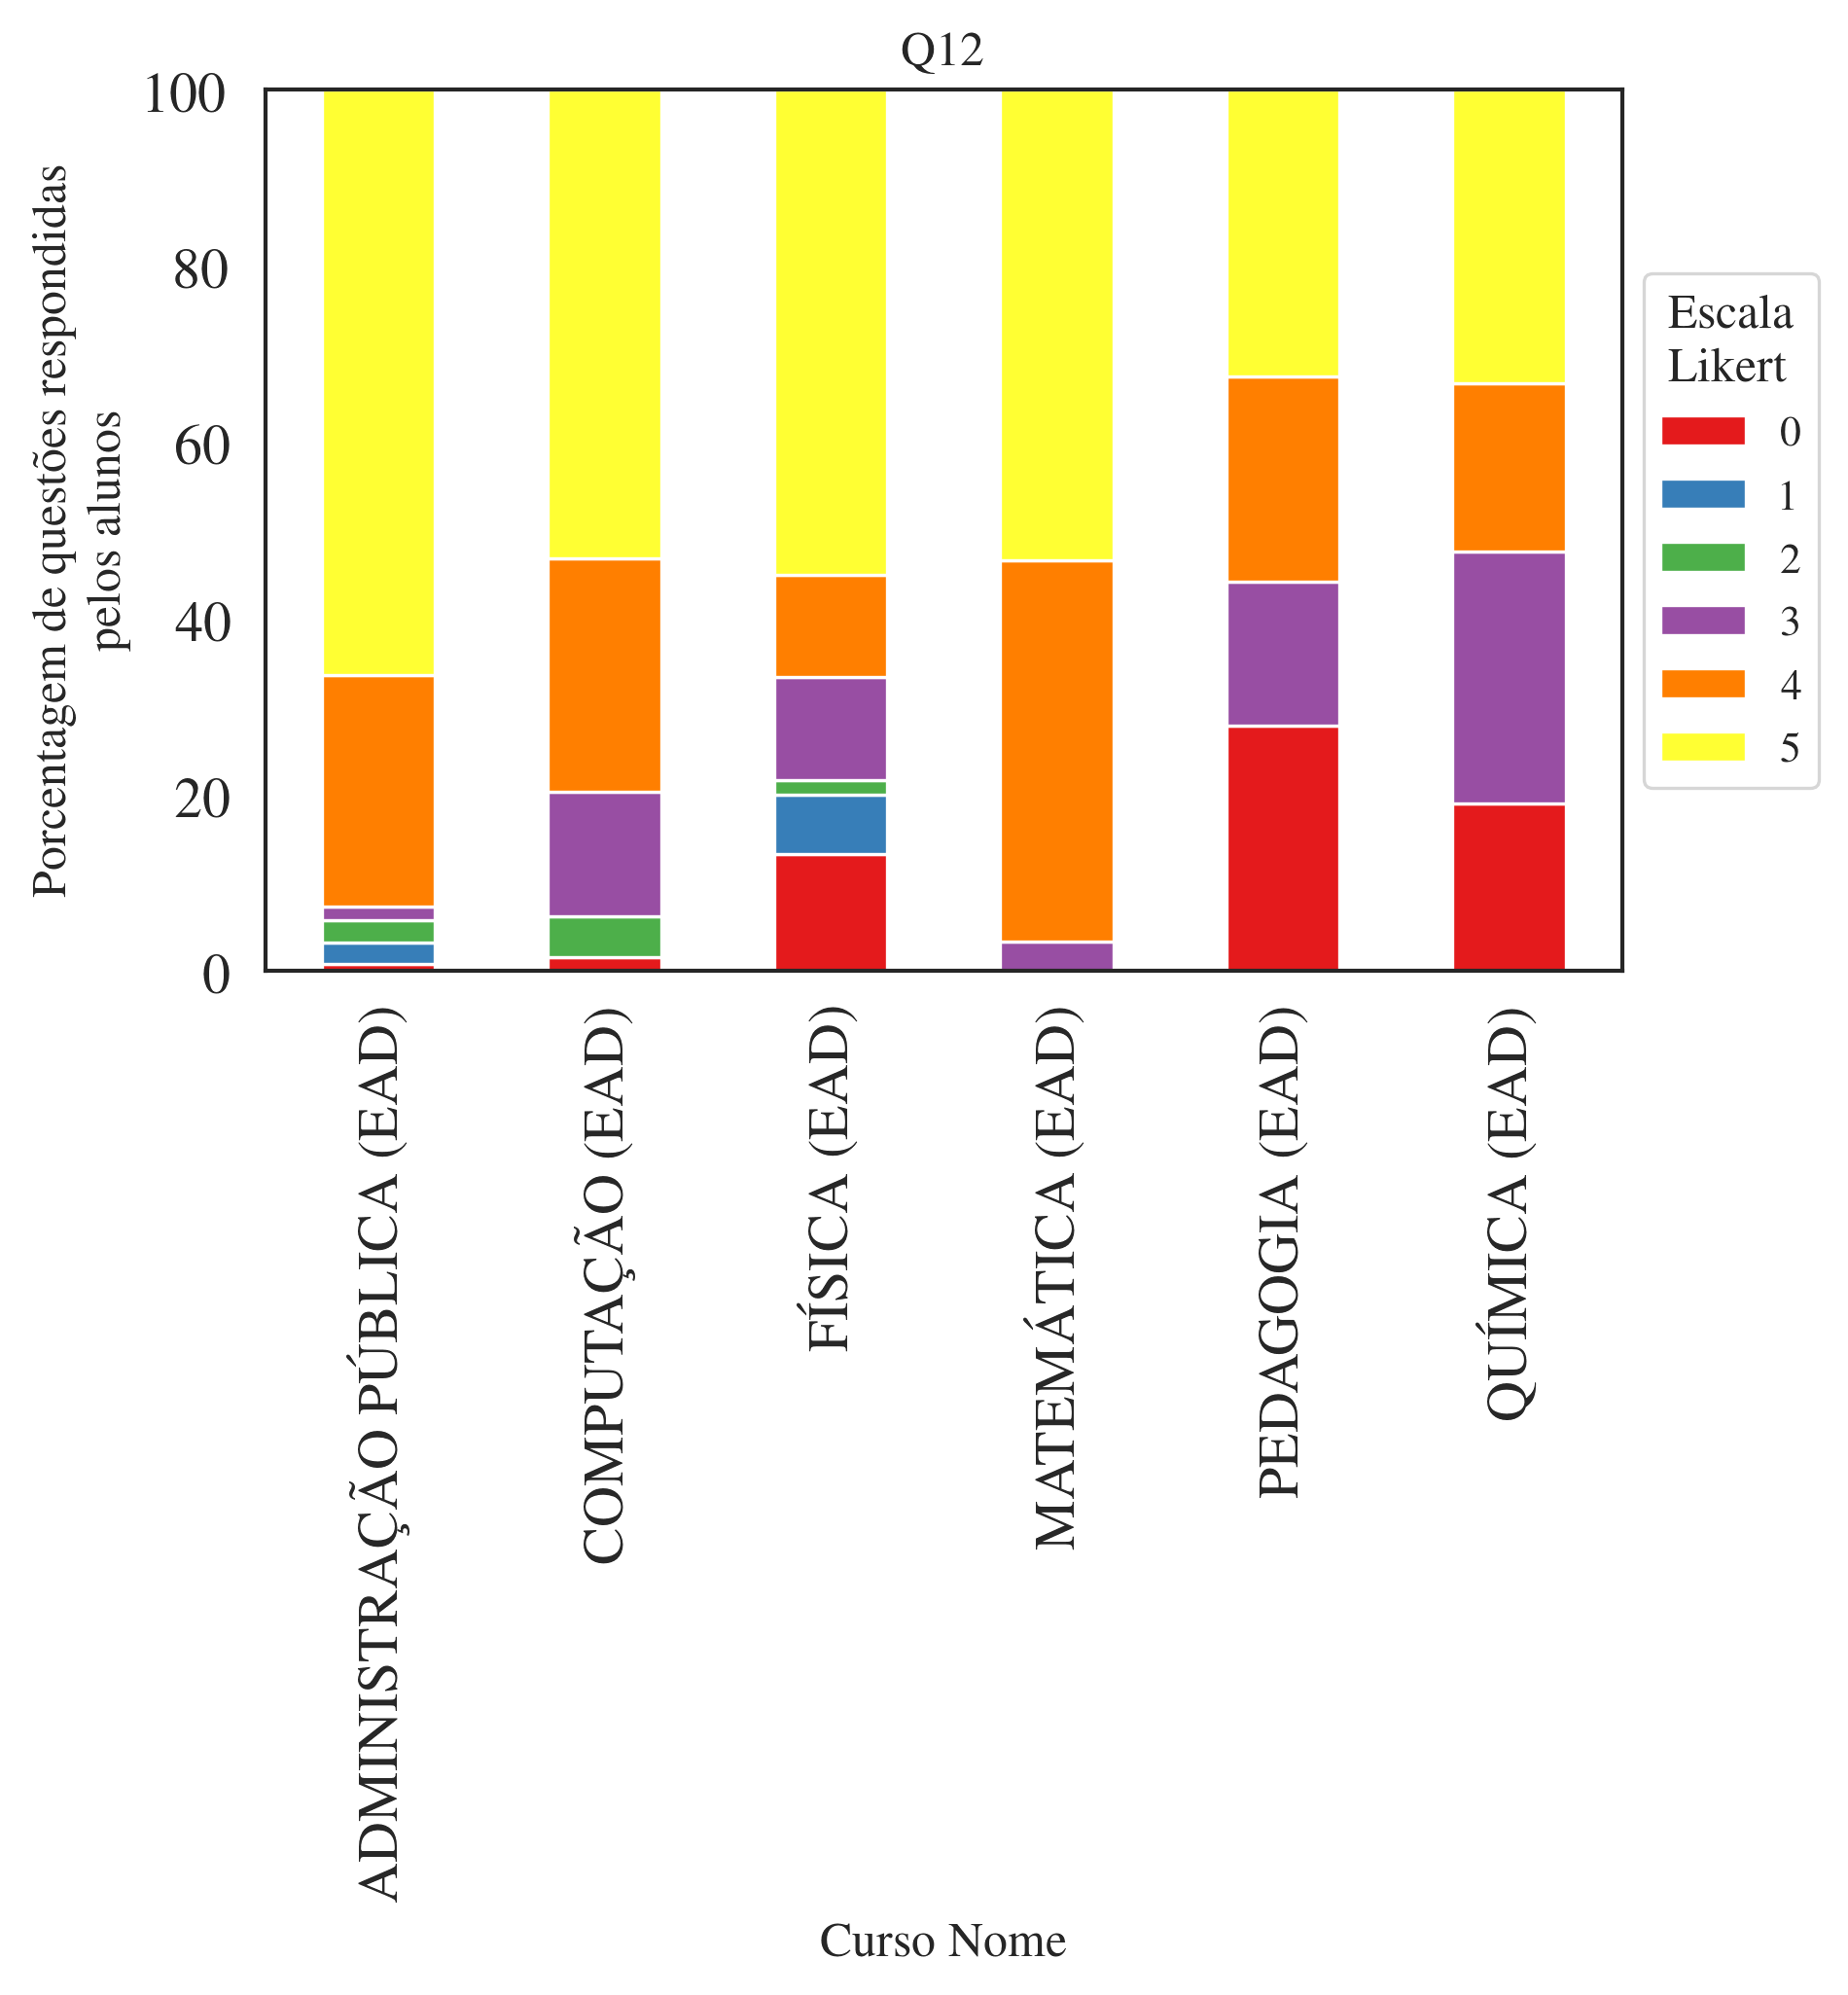 Q12
Porcentagem de questões respondidas
pelos alunos
100
80
60
40
20
0
Escala
Likert
0
1
2
3
4
5
ADMINISTRAÇÃO PÚBLICA (EAD)
COMPUTAÇÃO (EAD)
FÍSICA (EAD)
MATEMÁTICA (EAD)
PEDAGOGIA (EAD)
QUÍMICA (EAD)
Curso Nome